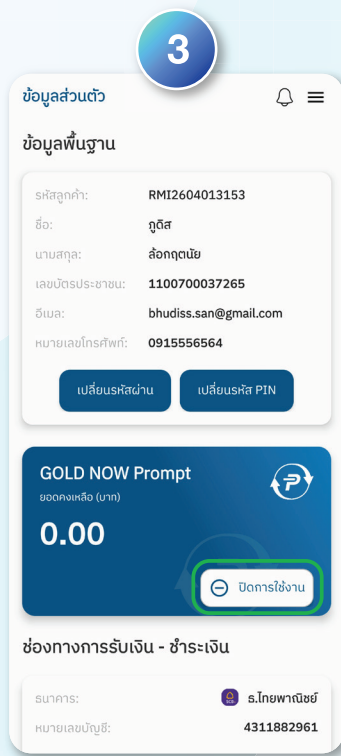 3
ข้อมูลส่วนตัว
ข้อมูลพื้นฐาน
รหัสลูกค้า: RMI2604013153
ชื่อ: ภูดิส
นามสกุล: ล้อกฤตนัย
เลขบัตรประชาชน: 1100700037265
อีเมล: bhudiss.san@gmail.com
หมายเลขโทรศัพท์: 0915556564
เปลี่ยนรหัสผ่าน เปลี่ยนรหัส PIN
GOLD NOW Prompt
ยอดคงเหลือ (บาท)
0.00
ปิดการใช้งาน
ช่องทางการรับเงิน - ชำระเงิน
ธนาคาร: ธ.ไทยพาณิชย์
หมายเลขบัญชี: 4311882961